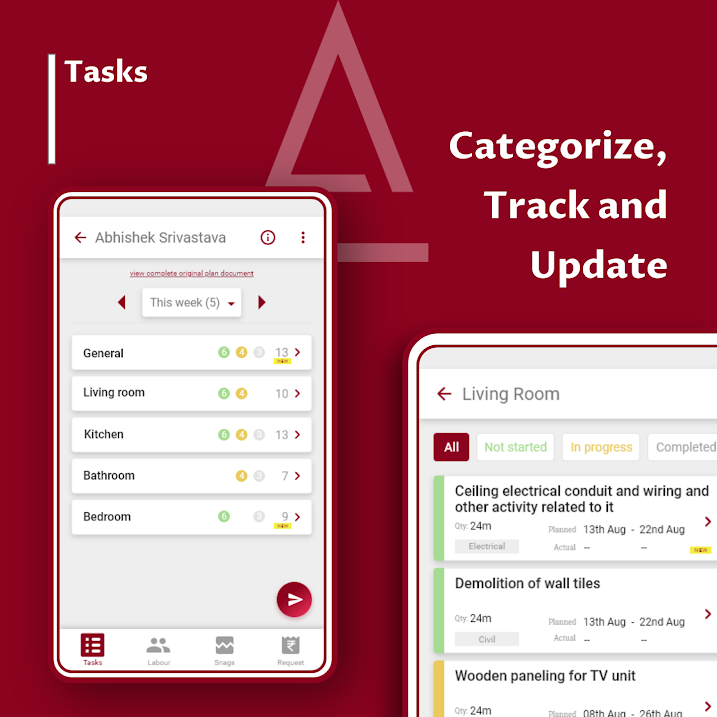 Tasks
Categorize,
Track and
Update
Abhishek Srivastava
view complete original plan document
This week (5)
General 6 4 3 13
NEW
Living room 6 4 10
Kitchen 6 4 3 13
Bathroom 4 3 7
Bedroom 6 3 9
NEW
Tasks Labour Snags Request
Living Room
All Not started In progress Completed
Ceiling electrical conduit and wiring and
other activity related to it
Qty. 24m Planned 13th Aug - 22nd Aug
Electrical Actual -- --
NEW
Demolition of wall tiles
Qty. 24m Planned 13th Aug - 22nd Aug
Civil Actual -- --
Wooden paneling for TV unit
Qty. 24m Planned 08th Aug - 26th Aug